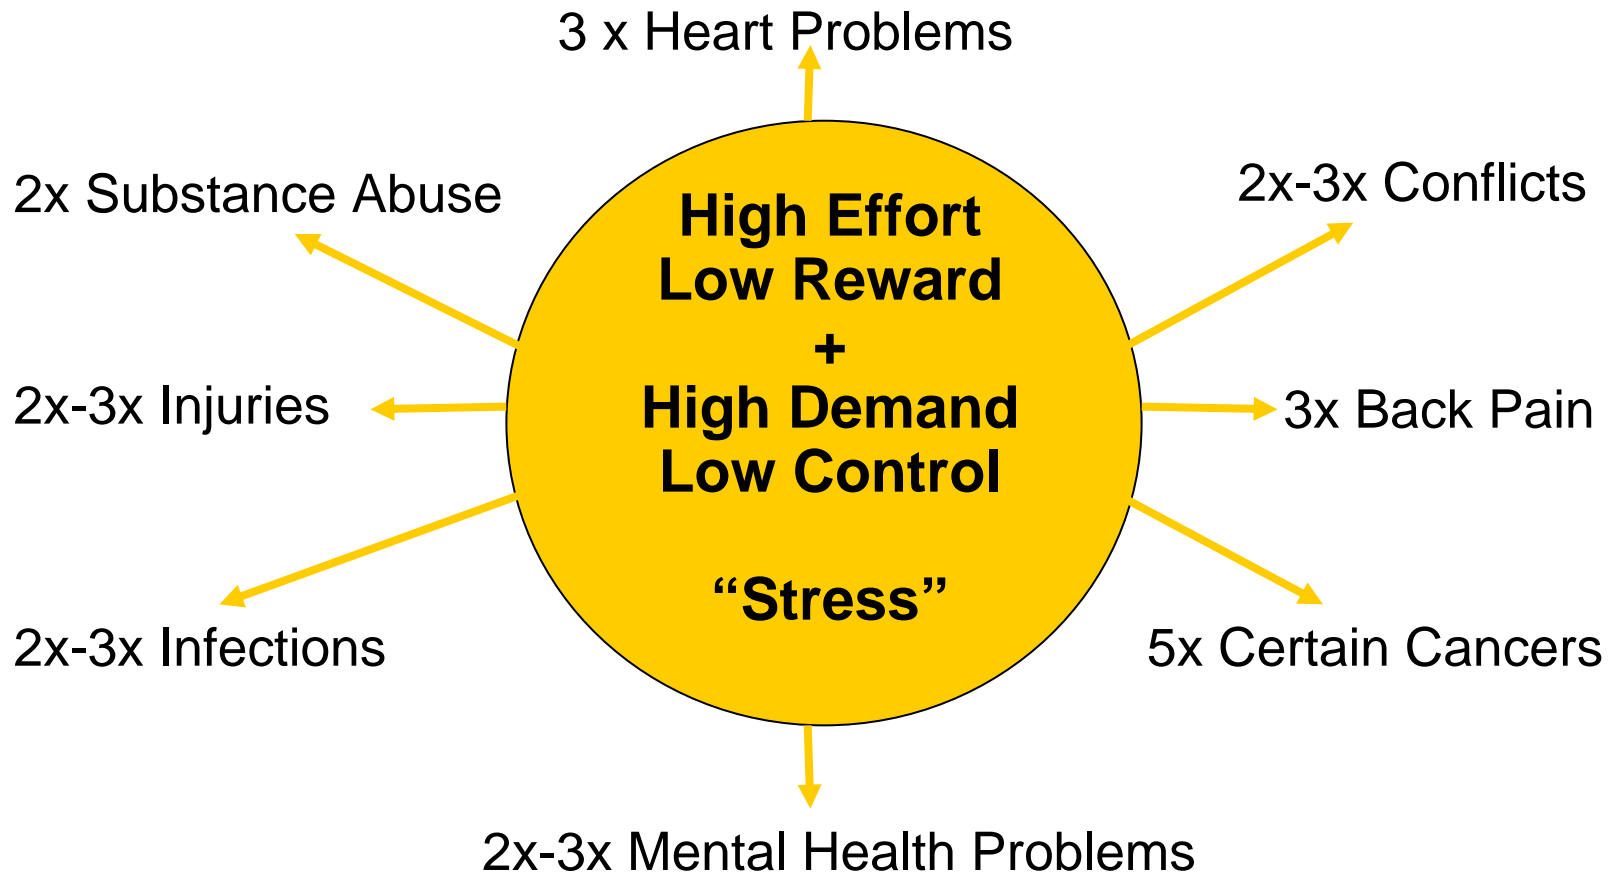 3 x Heart Problems
2x Substance Abuse
2x-3x Conflicts
High Effort
Low Reward
+
High Demand
Low Control
“Stress”
2x-3x Injuries
3x Back Pain
2x-3x Infections
5x Certain Cancers
2x-3x Mental Health Problems